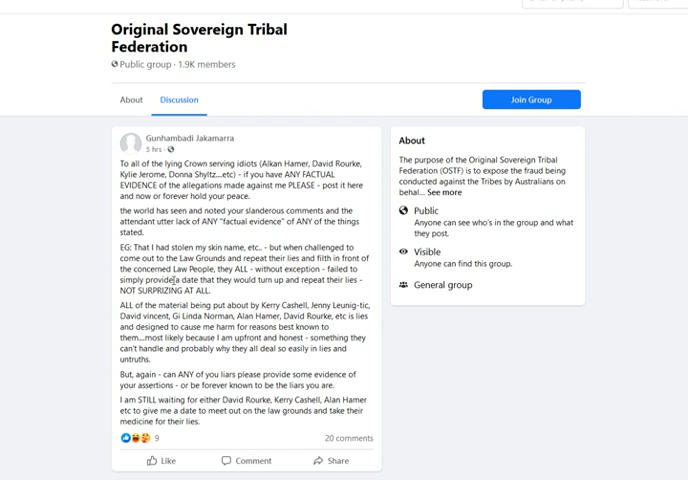 Original Sovereign Tribal
Federation
Public group · 1.9K members
About
Discussion
Join Group
Gunhambadi Jakamarra
5 hrs ·
To all of the lying Crown serving idiots (Alkan Hamer, David Rourke,
Kylie Jerome, Donna Shyltz...etc) - if you have ANY FACTUAL
EVIDENCE of the allegations made against me PLEASE - post it here
and now or forever hold your peace.
the world has seen and noted your slanderous comments and the
attendant utter lack of ANY "factual evidence" of ANY of the things
stated.
EG: That I had stolen my skin name, etc.. - but when challenged to
come out to the Law Grounds and repeat their lies and filth in front of
the concerned Law People, they ALL - without exception - failed to
simply provide a date that they would turn up and repeat their lies -
NOT SURPRIZING AT ALL.
ALL of the material being put about by Kerry Cashell, Jenny Leunig-tic,
David vincent, Gi Linda Norman, Alan Hamer, David Rourke, etc is lies
and designed to cause me harm for reasons best known to
them...most likely because I am upfront and honest - something they
can't handle and probably why they all deal so easily in lies and
untruths.
But, again - can ANY of you liars please provide some evidence of
your assertions - or be forever known to be the liars you are.
I am STILL waiting for either David Rourke, Kerry Cashell, Alan Hamer
etc to give me a date to meet out on the law grounds and take their
medicine for their lies.
9
20 comments
Like
Comment
Share
About
The purpose of the Original Sovereign Tribal
Federation (OSTF) is to expose the fraud being
conducted against the Tribes by Australians on
behal... See more
Public
Anyone can see who's in the group and what
they post.
Visible
Anyone can find this group.
General group